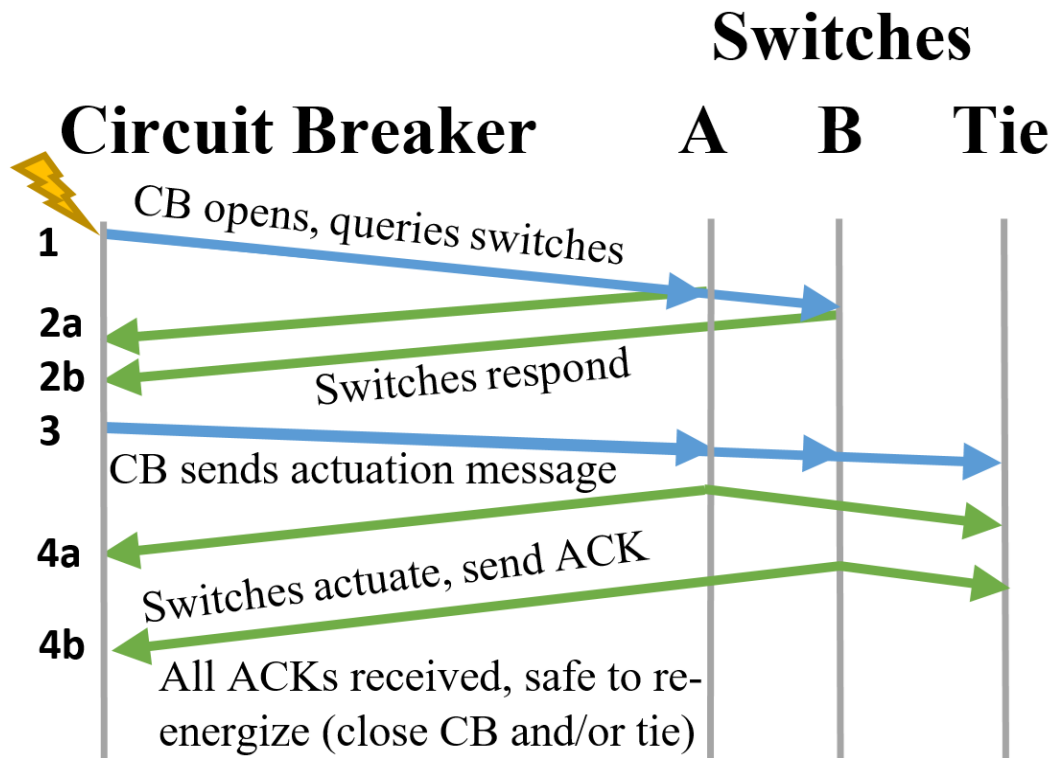 Switches
Circuit Breaker A B Tie
CB opens, queries switches
1
2a
2b
Switches respond
3
CB sends actuation message
4a
Switches actuate, send ACK
4b
All ACKs received, safe to re-
energize (close CB and/or tie)